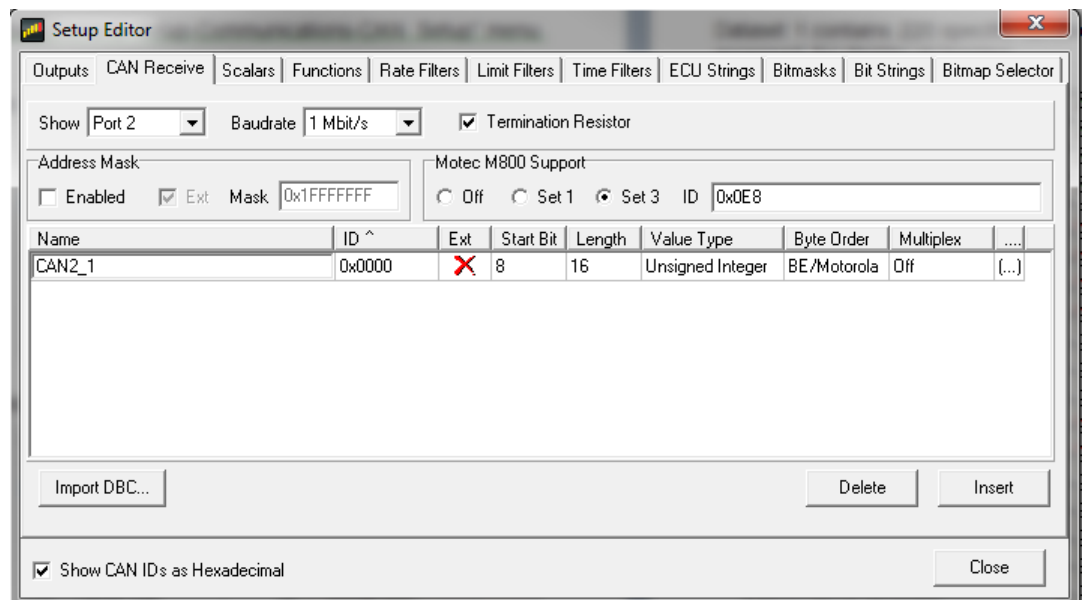 Setup Editor
Outputs CAN Receive Scalars Functions Rate Filters Limit Filters Time Filters ECU Strings Bitmasks Bit Strings Bitmap Selector
Show Port 2 Baudrate 1 Mbit/s Termination Resistor
Address Mask Motec M800 Support
Enabled Ext Mask 0x1FFFFFFF Off Set 1 Set 3 ID 0x0E8
Name ID ^ Ext Start Bit Length Value Type Byte Order Multiplex ....
CAN2_1 0x0000 8 16 Unsigned Integer BE/Motorola Off (...)
Import DBC... Delete Insert
Show CAN IDs as Hexadecimal Close